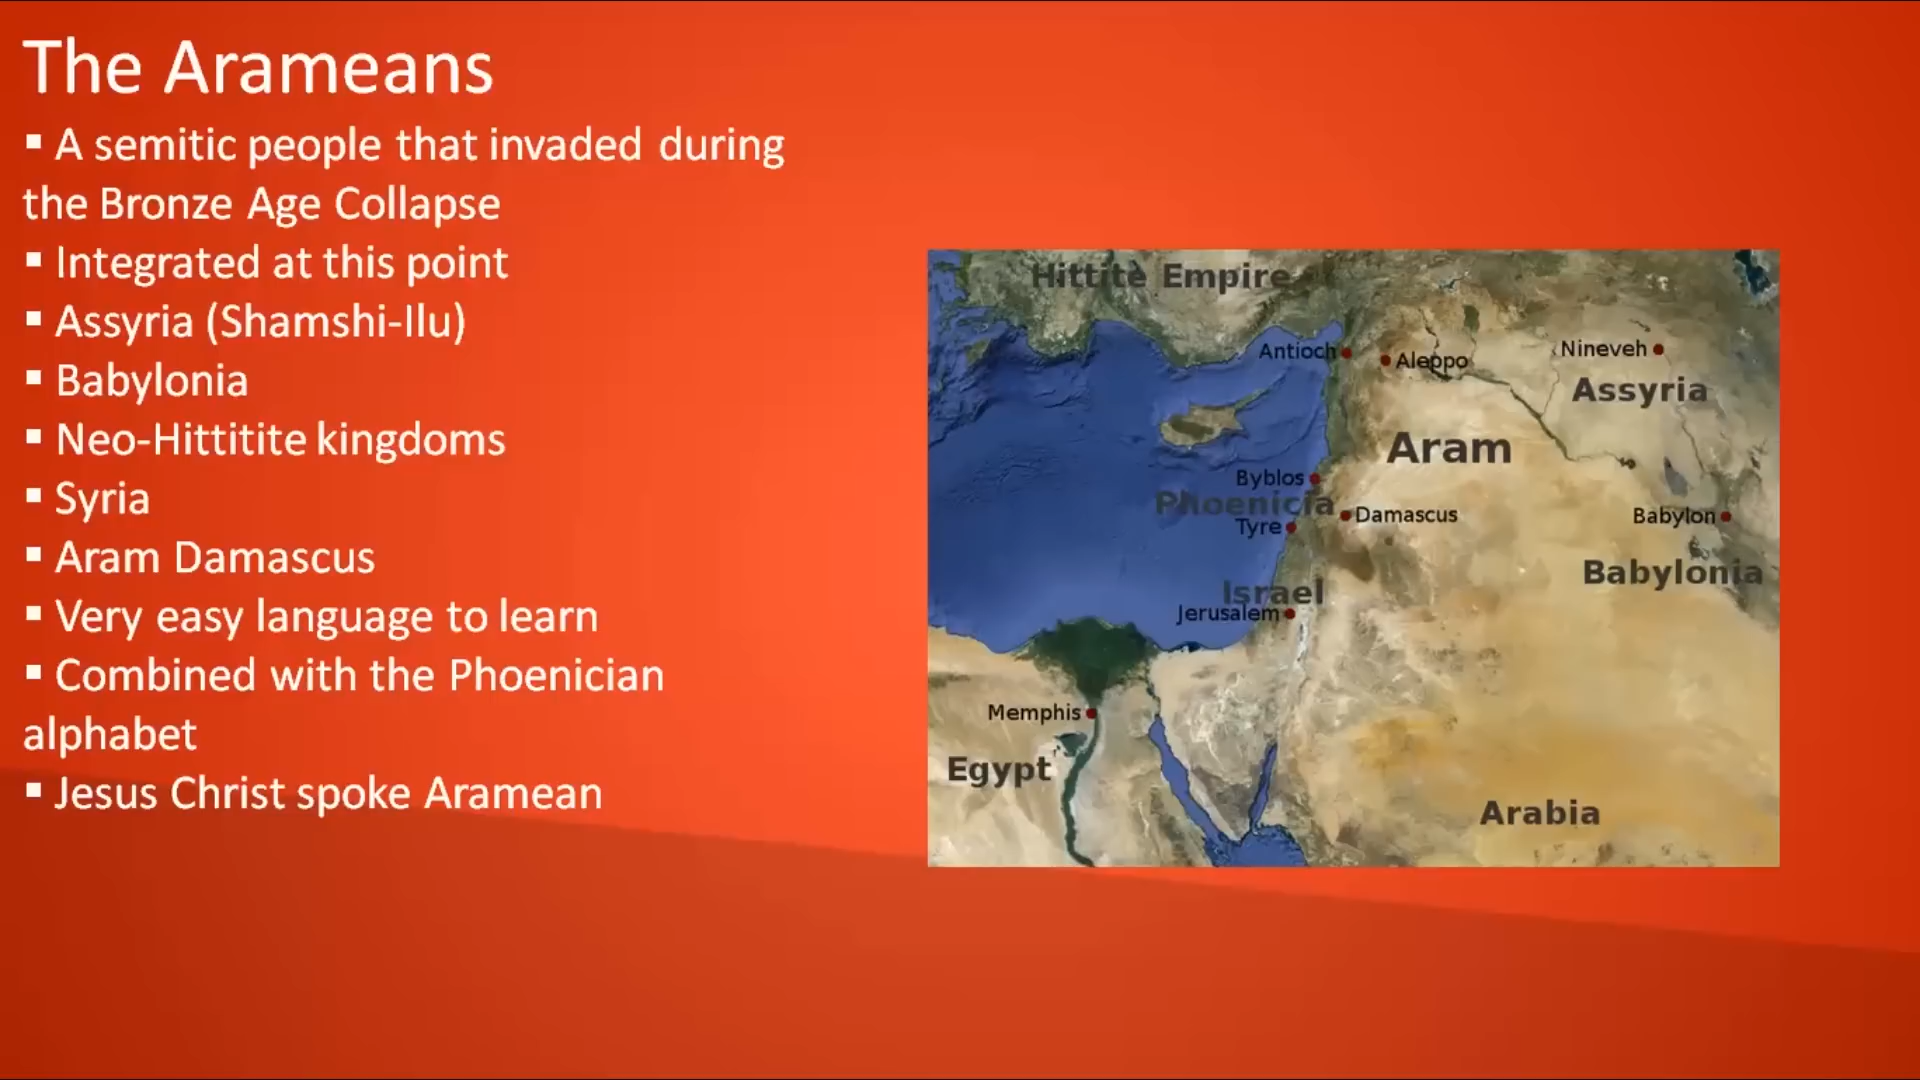 The Arameans
▪ A semitic people that invaded during
the Bronze Age Collapse
▪ Integrated at this point
▪ Assyria (Shamshi-Ilu)
▪ Babylonia
▪ Neo-Hittitite kingdoms
▪ Syria
▪ Aram Damascus
▪ Very easy language to learn
▪ Combined with the Phoenician
alphabet
▪ Jesus Christ spoke Aramean
Hittite Empire
Antioch
Aleppo
Nineveh
Assyria
Aram
Byblos
Phoenicia
Tyre
Damascus
Babylon
Babylonia
Israel
Jerusalem
Memphis
Egypt
Arabia